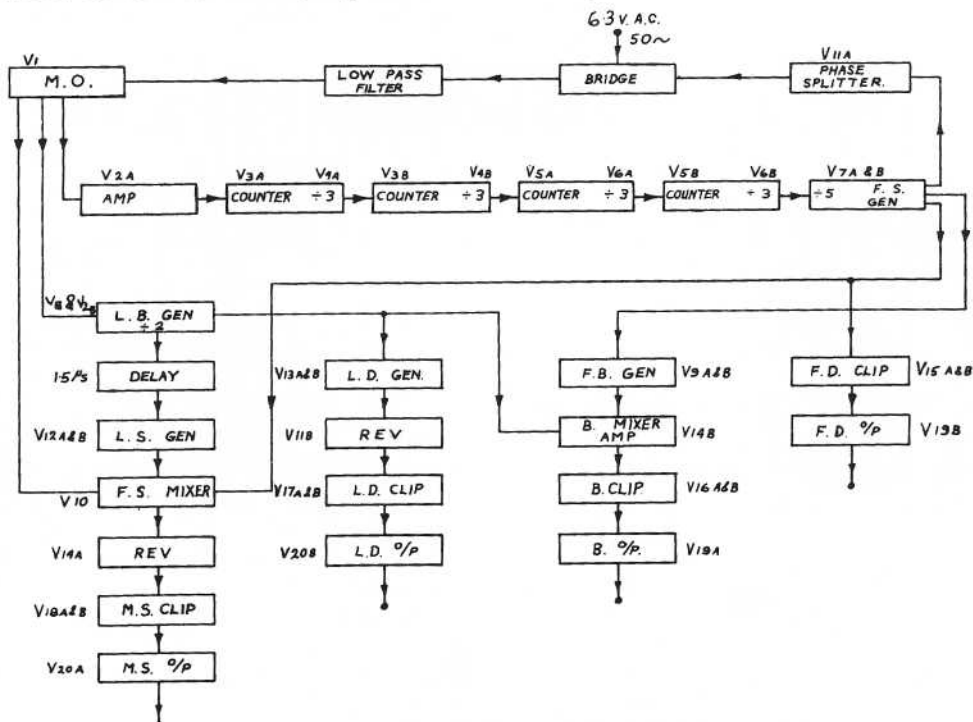 6·3 V. A.C.
50~
V1
M.O.
LOW PASS
FILTER
BRIDGE
V11A
PHASE
SPLITTER.
V2A
AMP
V3A V4A
COUNTER ÷3
V3B V4B
COUNTER ÷3
V5A V6A
COUNTER ÷3
V5B V6B
COUNTER ÷3
V7A & B
÷5 F. S.
GEN
L. B. GEN
÷2
1·5μs
DELAY
V12A&B
L. S. GEN
V10
F. S. MIXER
V14A
REV
V18A&B
M.S. CLIP
V20A
M.S. O/P
V13A&B
L. D. GEN.
V11B
REV
V17A&B
L.D. CLIP
V20B
L.D. O/P
F.B. GEN
V9A&B
B. MIXER
AMP
V14B
B.CLIP
V16A&B
B. O/P.
V19A
F.D. CLIP
V15A&B
F.D. O/P
V19B